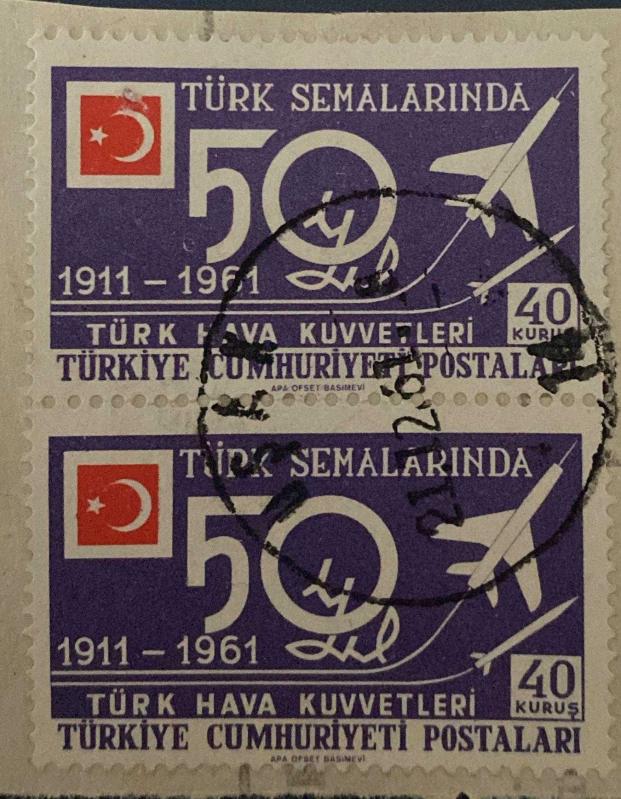 TÜRK SEMALARINDA
50
yıl
1911 - 1961
40
KURUŞ
TÜRK HAVA KUVVETLERİ
TÜRKİYE CUMHURİYETİ POSTALARI
APA OFSET BASIMEVİ
TÜRK SEMALARINDA
50
yıl
1911 - 1961
40
KURUŞ
TÜRK HAVA KUVVETLERİ
TÜRKİYE CUMHURİYETİ POSTALARI
APA OFSET BASIMEVİ